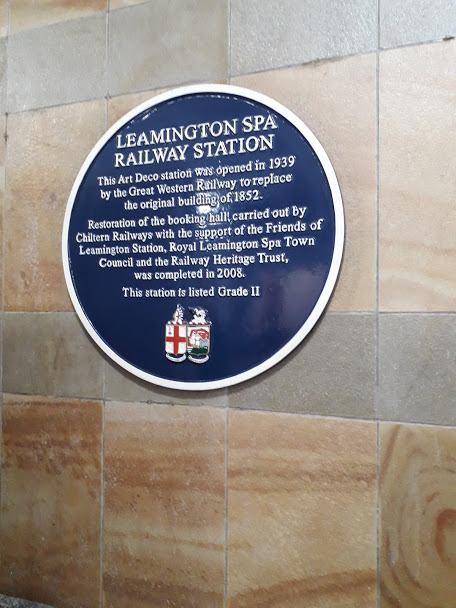 LEAMINGTON SPA
RAILWAY STATION
This Art Deco station was opened in 1939
by the Great Western Railway to replace
the original building of 1852.
Restoration of the booking hall, carried out by
Chiltern Railways with the support of the Friends of
Leamington Station, Royal Leamington Spa Town
Council and the Railway Heritage Trust,
was completed in 2008.
This station is listed Grade II